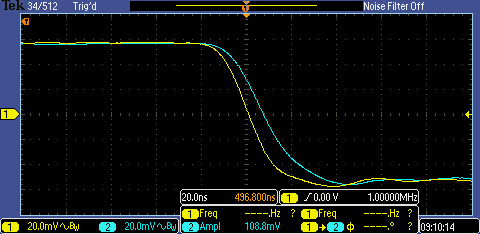 Tek 34/512 Trig'd Noise Filter Off
T
T
1
20.0ns 496.800ns 1 ∫ 0.00 V 1.00000MHz
1 Freq --.--Hz ? 1 Freq --.--Hz ?
1 20.0mV∿BW 2 20.0mV∿BW 2 Ampl 108.8mV 1→2 ϕ --.--° ? 09:10:14